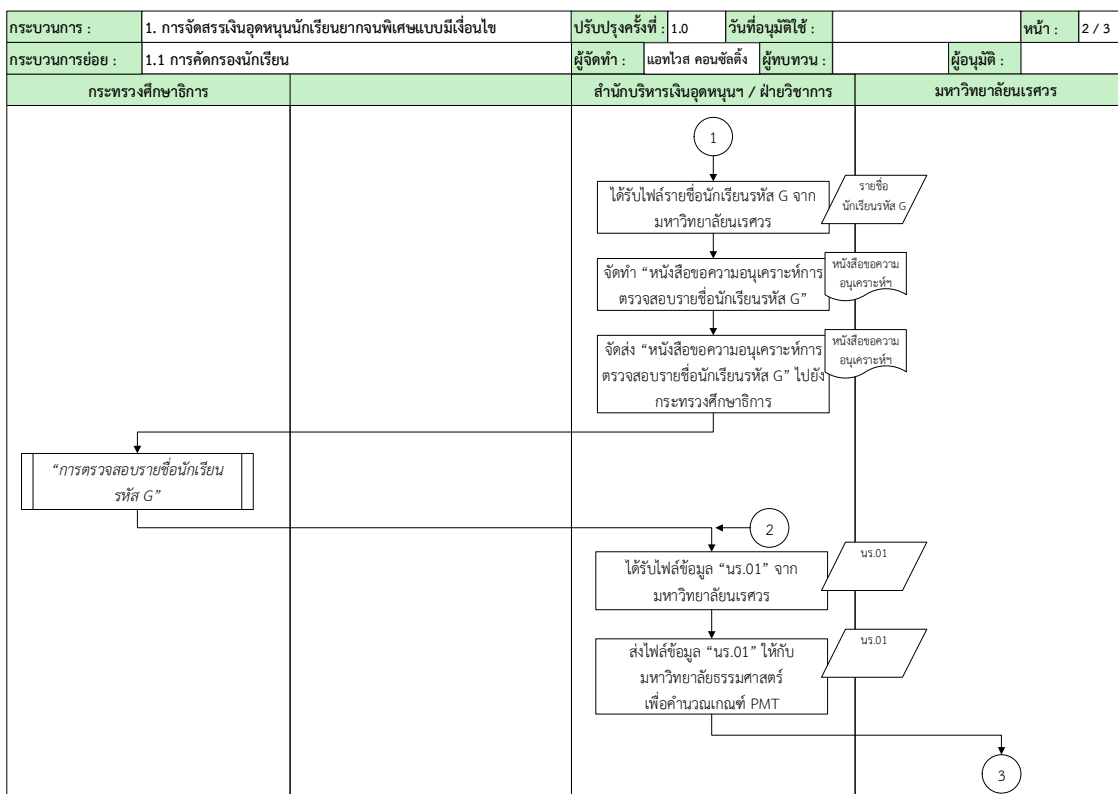 กระบวนการ : 1. การจัดสรรเงินอุดหนุนนักเรียนยากจนพิเศษแบบมีเงื่อนไข ปรับปรุงครั้งที่ : 1.0 วันที่อนุมัติใช้ : หน้า : 2 / 3
กระบวนการย่อย : 1.1 การคัดกรองนักเรียน ผู้จัดทำ : แอทไวส คอนซัลติ้ง ผู้ทบทวน : ผู้อนุมัติ :
กระทรวงศึกษาธิการ สำนักบริหารเงินอุดหนุนฯ / ฝ่ายวิชาการ มหาวิทยาลัยนเรศวร
1
ได้รับไฟล์รายชื่อนักเรียนรหัส G จาก
มหาวิทยาลัยนเรศวร
รายชื่อ
นักเรียนรหัส G
จัดทำ “หนังสือขอความอนุเคราะห์การ
ตรวจสอบรายชื่อนักเรียนรหัส G”
หนังสือขอความ
อนุเคราะห์ฯ
จัดส่ง “หนังสือขอความอนุเคราะห์การ
ตรวจสอบรายชื่อนักเรียนรหัส G” ไปยัง
กระทรวงศึกษาธิการ
หนังสือขอความ
อนุเคราะห์ฯ
“การตรวจสอบรายชื่อนักเรียน
รหัส G”
2
ได้รับไฟล์ข้อมูล “นร.01” จาก
มหาวิทยาลัยนเรศวร
นร.01
ส่งไฟล์ข้อมูล “นร.01” ให้กับ
มหาวิทยาลัยธรรมศาสตร์
เพื่อคำนวณเกณฑ์ PMT
นร.01
3